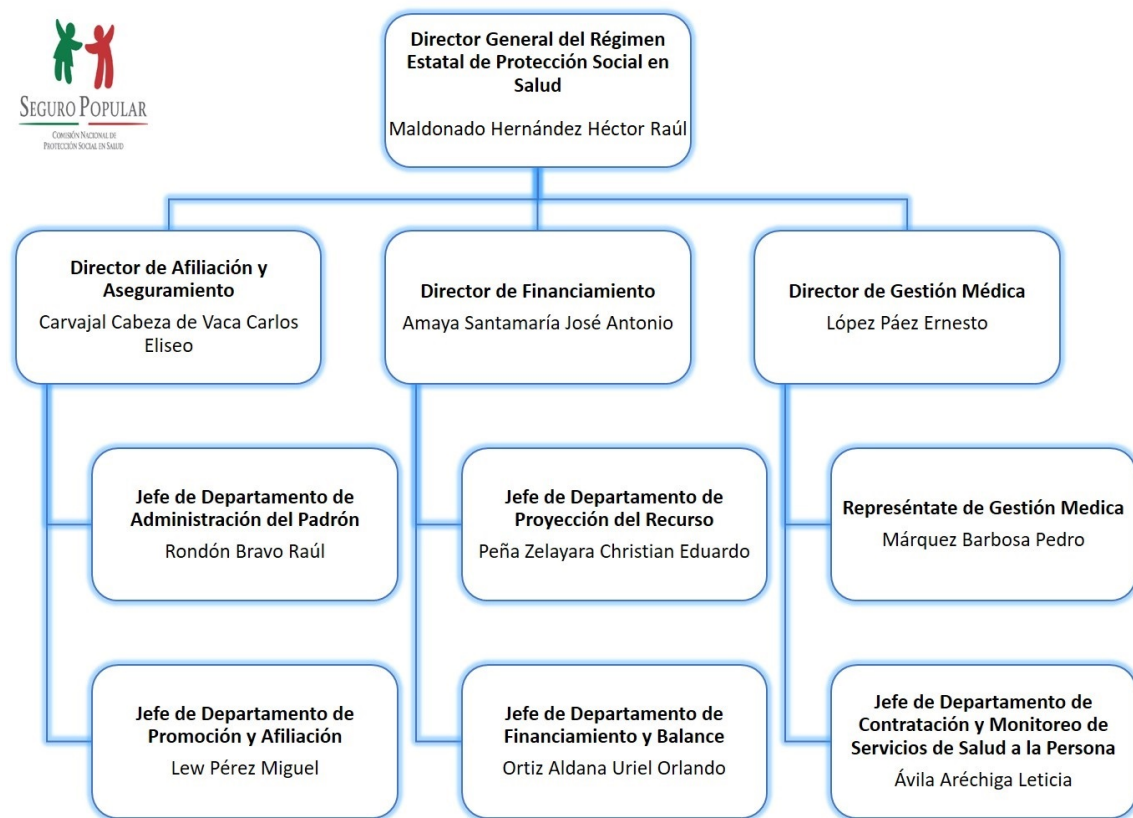 SEGURO POPULAR
COMISIÓN NACIONAL DE
PROTECCIÓN SOCIAL EN SALUD
Director General del Régimen
Estatal de Protección Social en
Salud
Maldonado Hernández Héctor Raúl
Director de Afiliación y
Aseguramiento
Carvajal Cabeza de Vaca Carlos
Eliseo
Director de Financiamiento
Amaya Santamaría José Antonio
Director de Gestión Médica
López Páez Ernesto
Jefe de Departamento de
Administración del Padrón
Rondón Bravo Raúl
Jefe de Departamento de
Proyección del Recurso
Peña Zelayara Christian Eduardo
Represéntate de Gestión Medica
Márquez Barbosa Pedro
Jefe de Departamento de
Promoción y Afiliación
Lew Pérez Miguel
Jefe de Departamento de
Financiamiento y Balance
Ortiz Aldana Uriel Orlando
Jefe de Departamento de
Contratación y Monitoreo de
Servicios de Salud a la Persona
Ávila Aréchiga Leticia